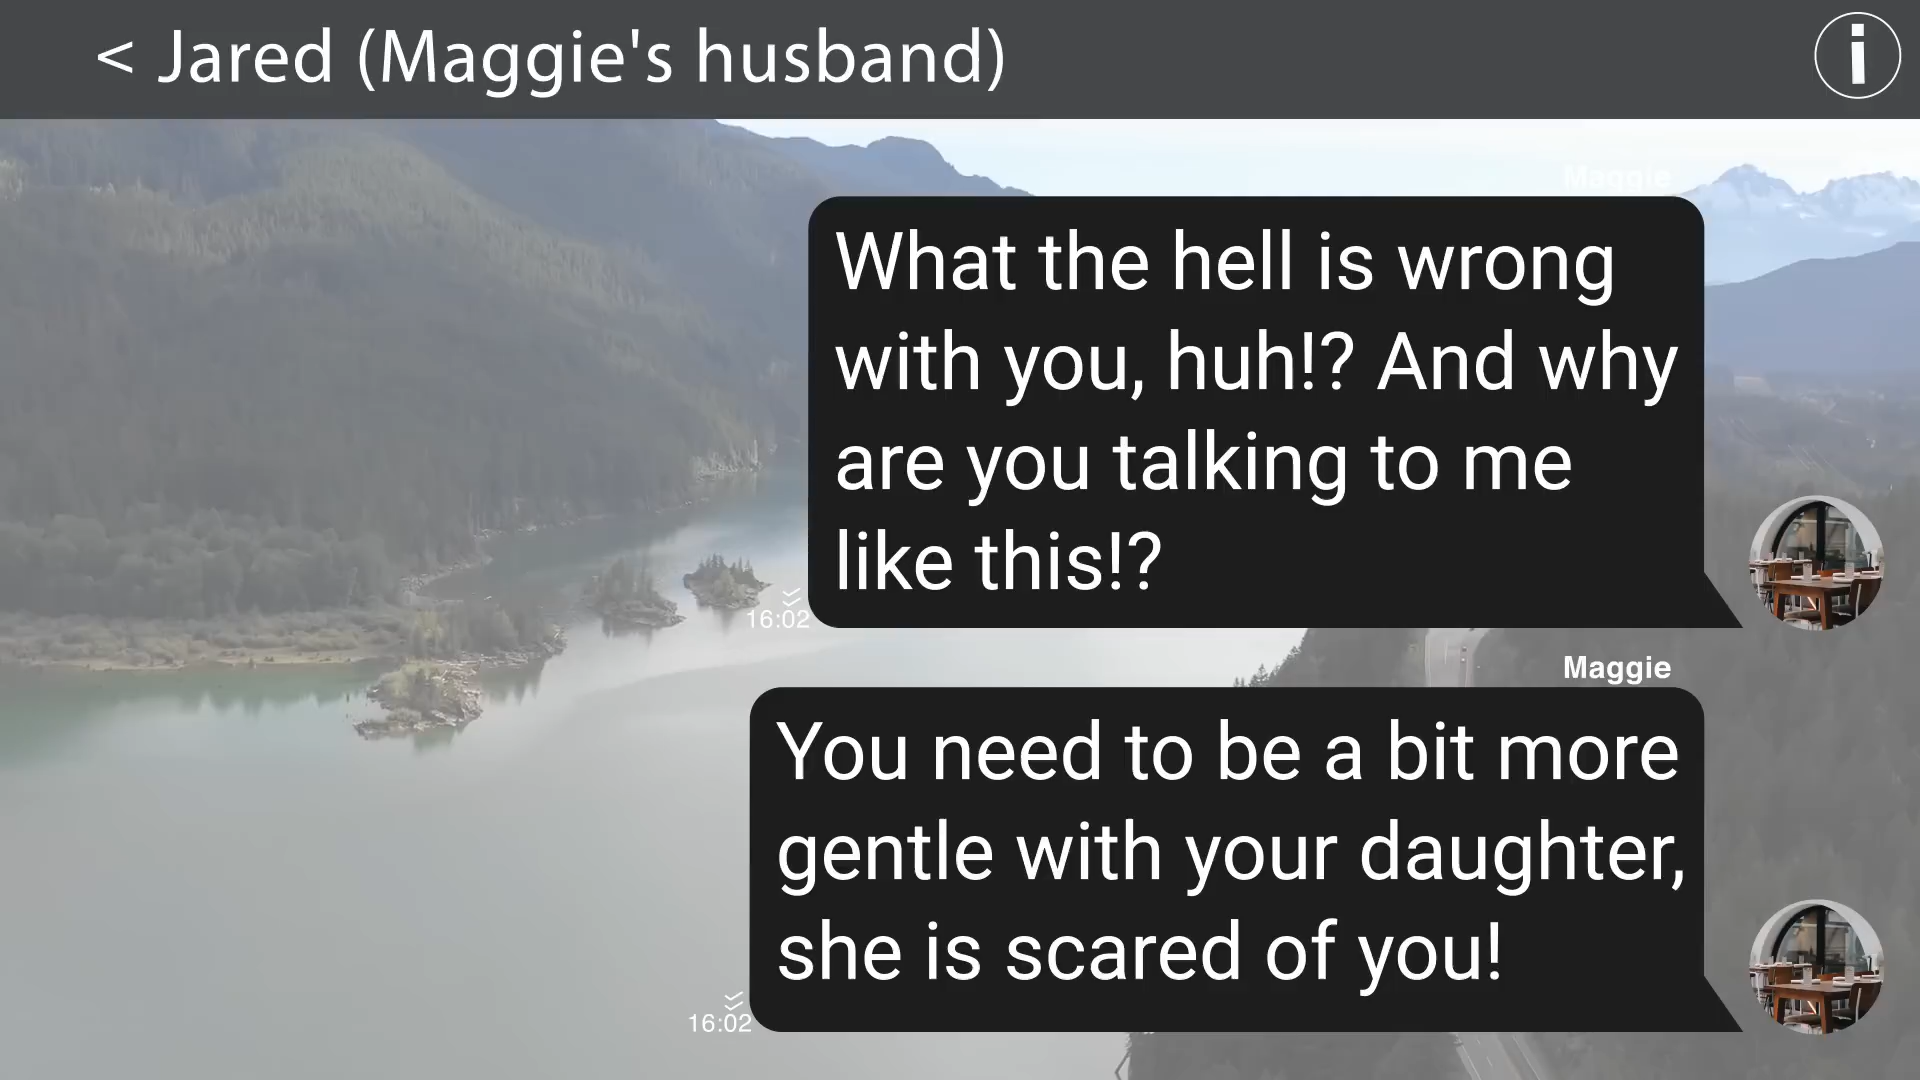 < Jared (Maggie's husband)
i
Maggie
What the hell is wrong
with you, huh!? And why
are you talking to me
like this!?
16:02
Maggie
You need to be a bit more
gentle with your daughter,
she is scared of you!
16:02